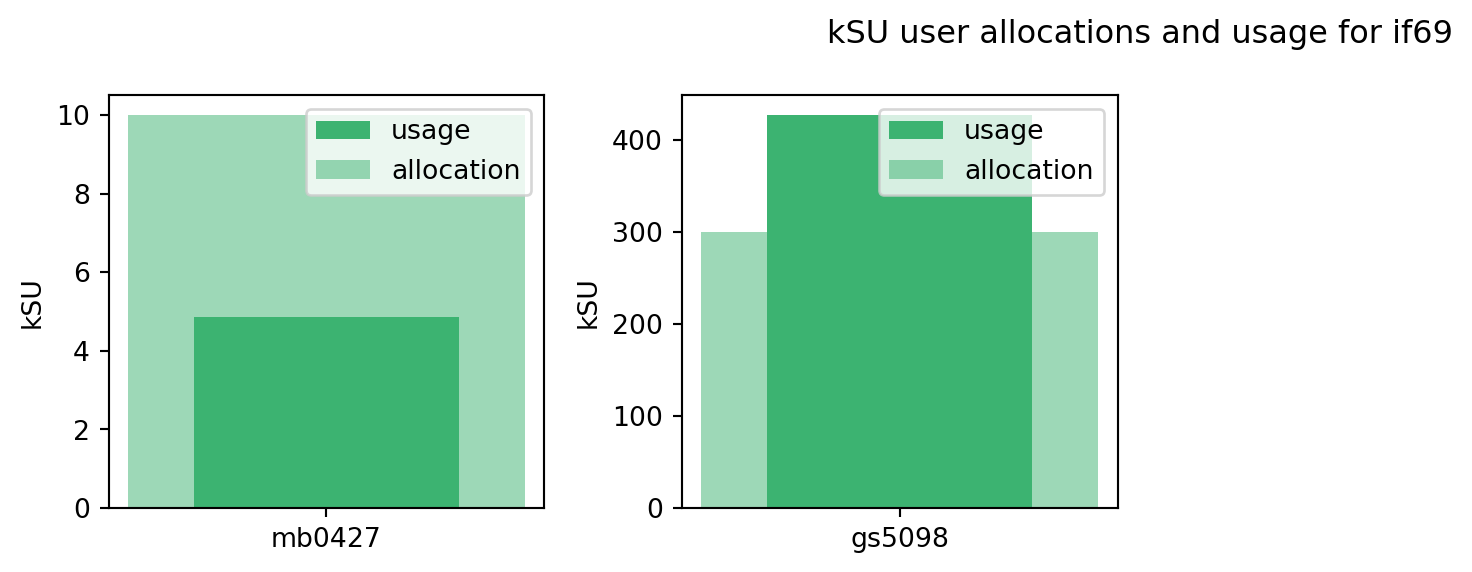 kSU user allocations and usage for if69
10
8
6
4
2
0
kSU
usage
allocation
mb0427
400
300
200
100
0
kSU
usage
allocation
gs5098